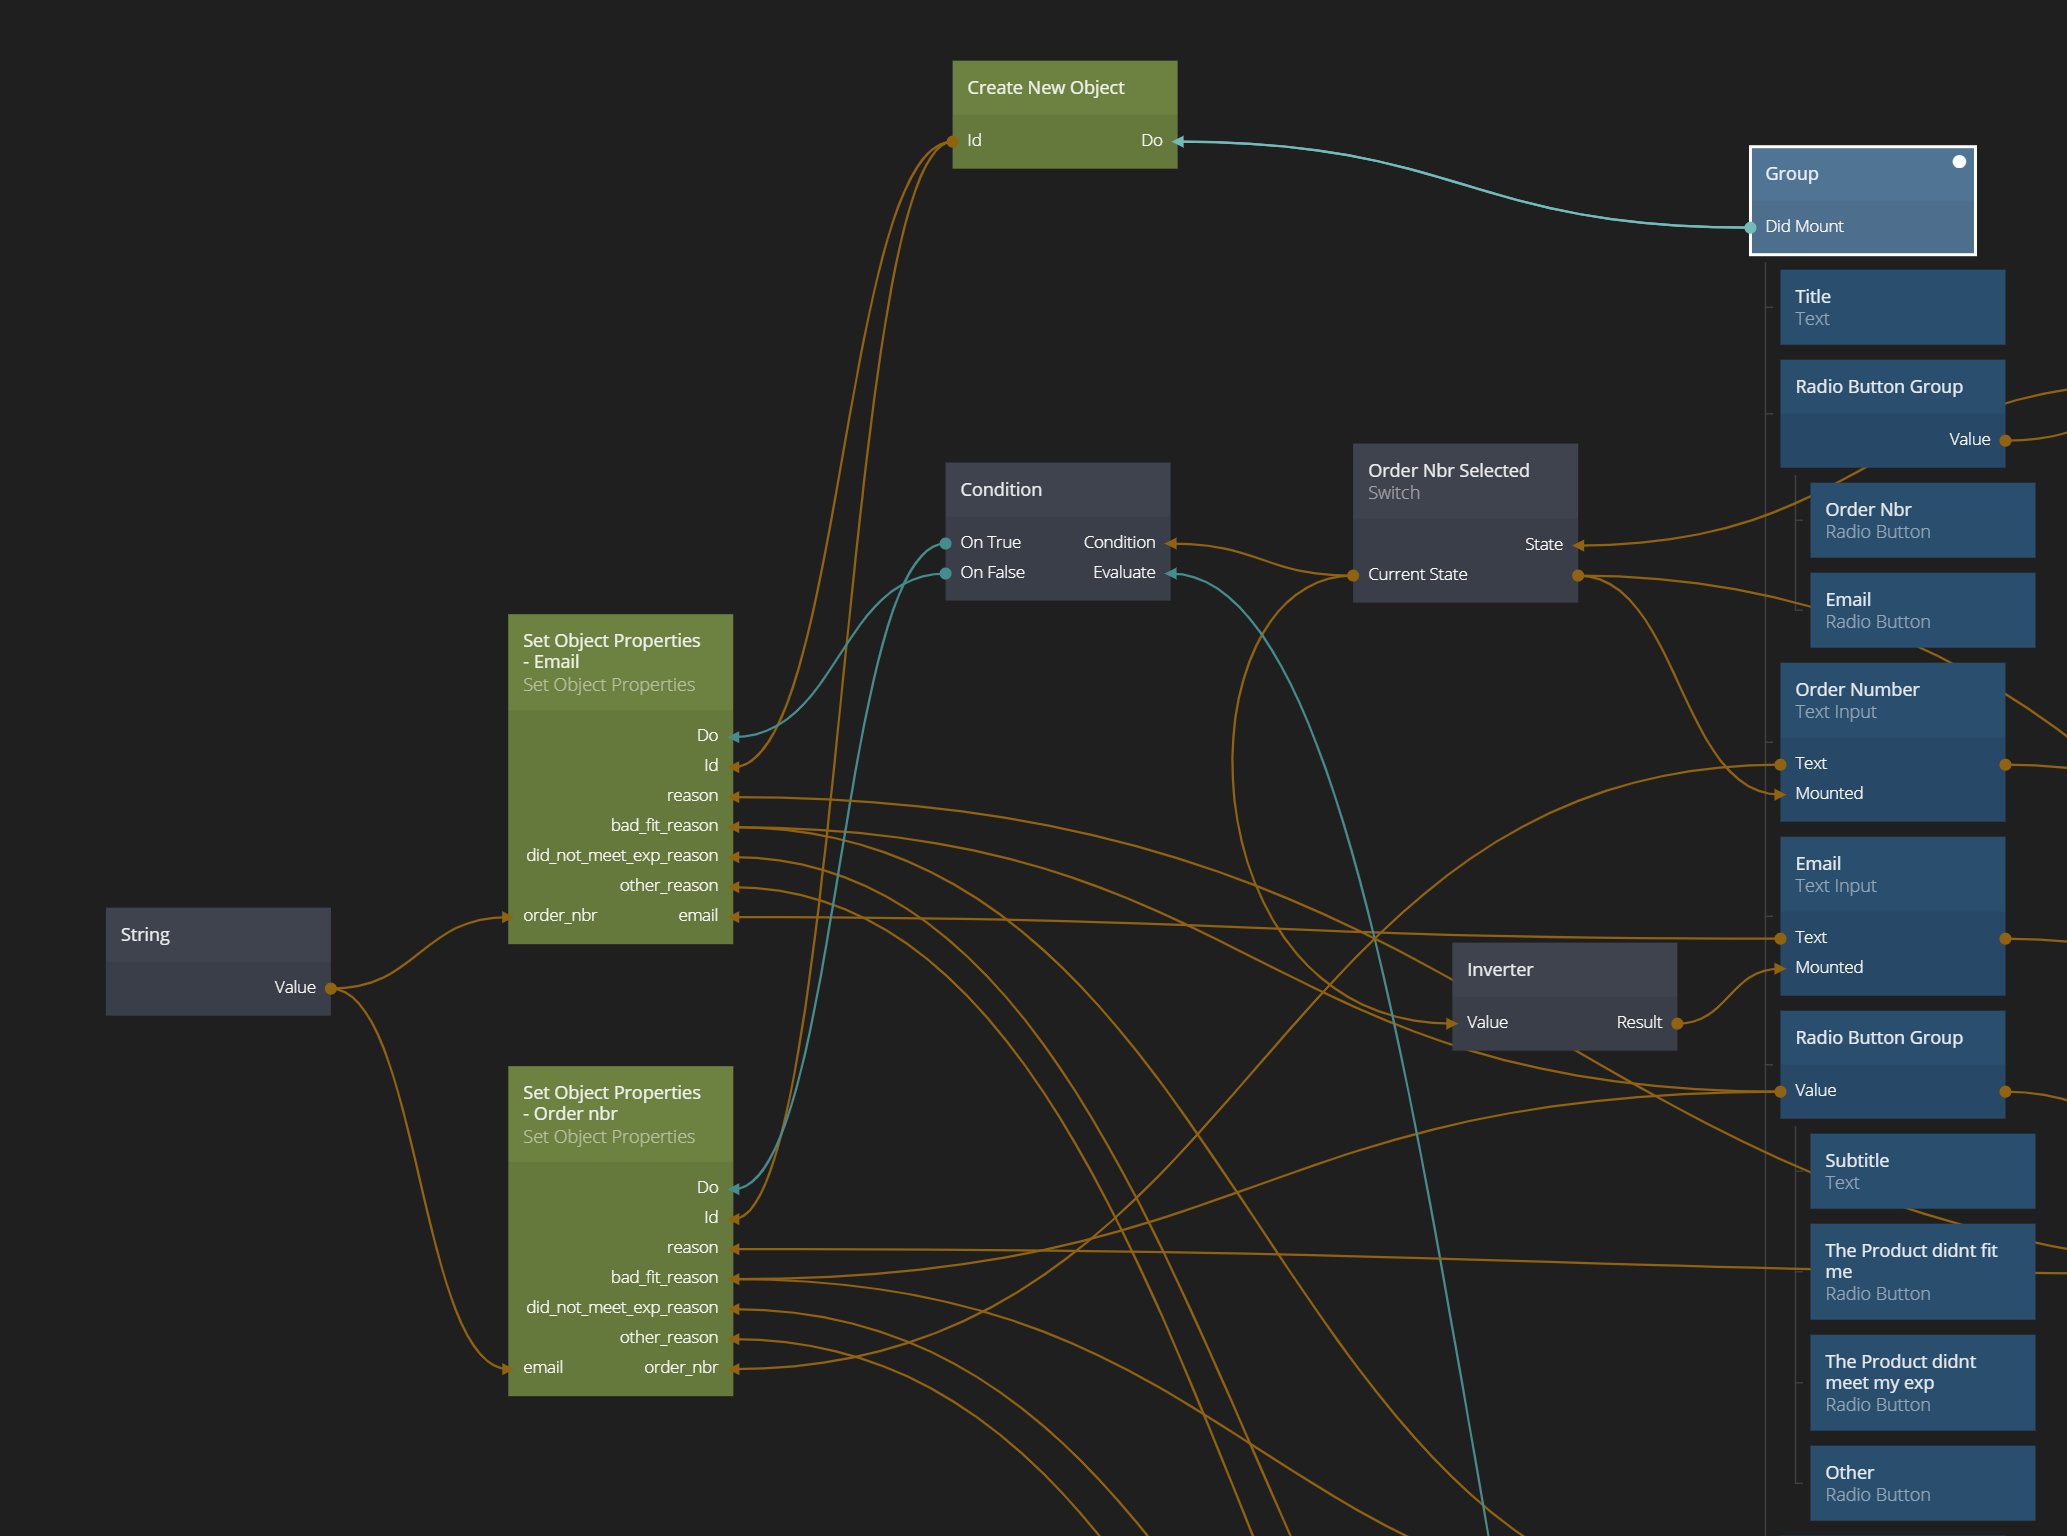 Create New Object
Id
Do
Group
Did Mount
Title
Text
Radio Button Group
Value
Order Nbr
Radio Button
Email
Radio Button
Condition
On True
Condition
On False
Evaluate
Order Nbr Selected
Switch
State
Current State
Set Object Properties
- Email
Set Object Properties
Do
Id
reason
bad_fit_reason
did_not_meet_exp_reason
other_reason
order_nbr
email
Order Number
Text Input
Text
Mounted
Email
Text Input
Text
Mounted
String
Value
Inverter
Value
Result
Radio Button Group
Value
Set Object Properties
- Order nbr
Set Object Properties
Do
Id
reason
bad_fit_reason
did_not_meet_exp_reason
other_reason
email
order_nbr
Subtitle
Text
The Product didnt fit
me
Radio Button
The Product didnt
meet my exp
Radio Button
Other
Radio Button